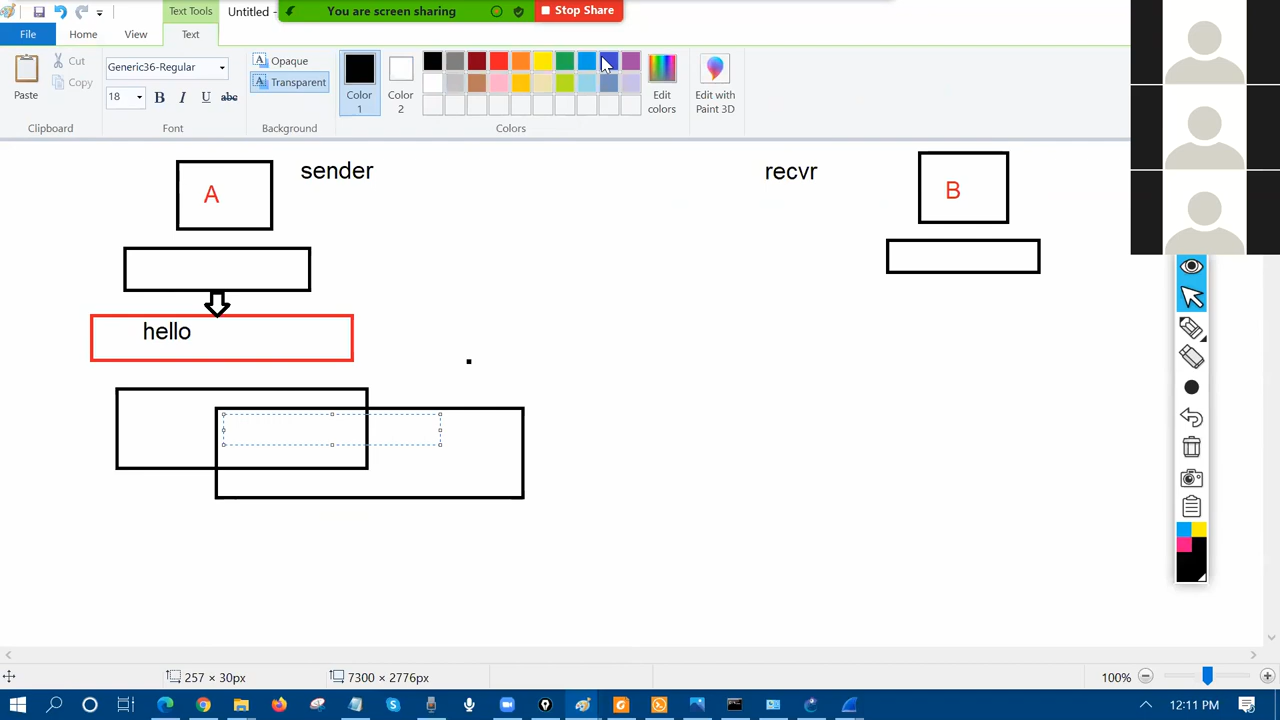 Text Tools
Untitled -
You are screen sharing
Stop Share
File
Home
View
Text
Paste
Cut
Copy
Clipboard
Generic36-Regular
18
B I U abc
Font
Opaque
Transparent
Background
Color 1
Color 2
Edit colors
Colors
Edit with Paint 3D
A
sender
recvr
B
hello
257 × 30px
7300 × 2776px
100%
12:11 PM